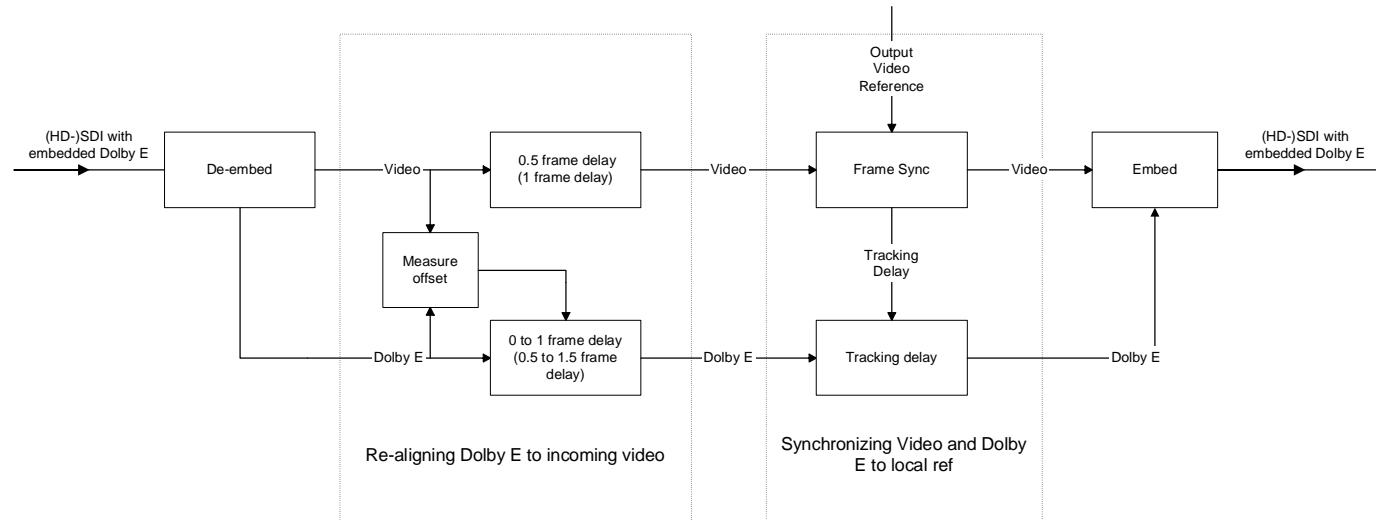 Output
Video
Reference
(HD-)SDI with
embedded Dolby E
De-embed
Video
0.5 frame delay
(1 frame delay)
Video
Frame Sync
Video
Embed
(HD-)SDI with
embedded Dolby E
Measure
offset
Tracking
Delay
Dolby E
0 to 1 frame delay
(0.5 to 1.5 frame
delay)
Dolby E
Tracking delay
Dolby E
Re-aligning Dolby E to incoming video
Synchronizing Video and Dolby
E to local ref